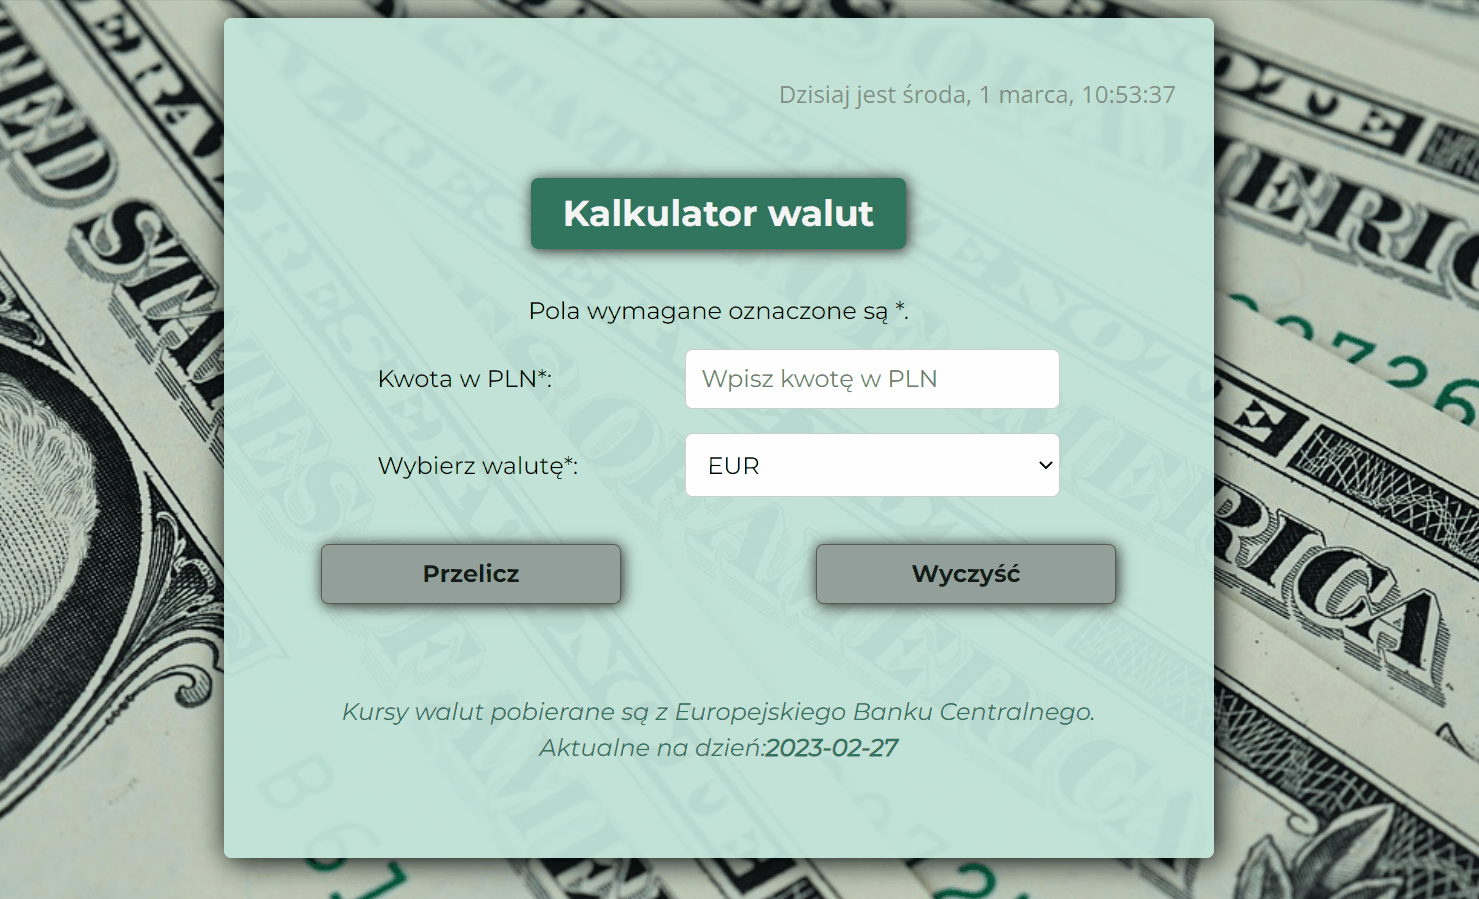 Dzisiaj jest środa, 1 marca, 10:53:37
Kalkulator walut
Pola wymagane oznaczone są *.
Kwota w PLN*:
Wpisz kwotę w PLN
Wybierz walutę*:
EUR
Przelicz
Wyczyść
Kursy walut pobierane są z Europejskiego Banku Centralnego.
Aktualne na dzień:2023-02-27